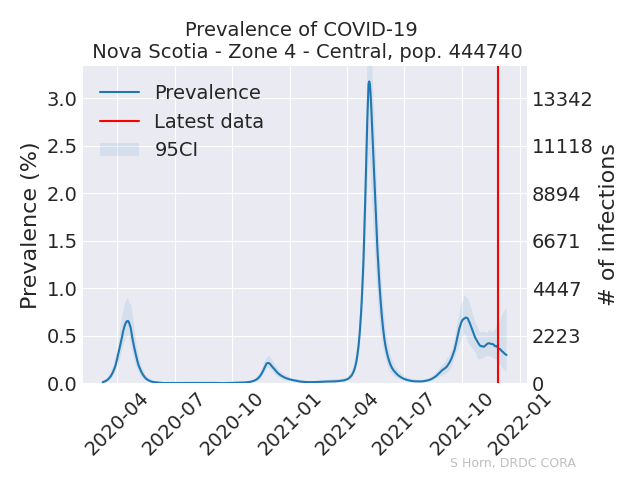 Prevalence of COVID-19
Nova Scotia - Zone 4 - Central, pop. 444740
Prevalence
Latest data
95CI
Prevalence (%)
3.0
2.5
2.0
1.5
1.0
0.5
0.0
13342
11118
8894
6671
4447
2223
0
# of infections
2020-04
2020-07
2020-10
2021-01
2021-04
2021-07
2021-10
2022-01
S Horn, DRDC CORA